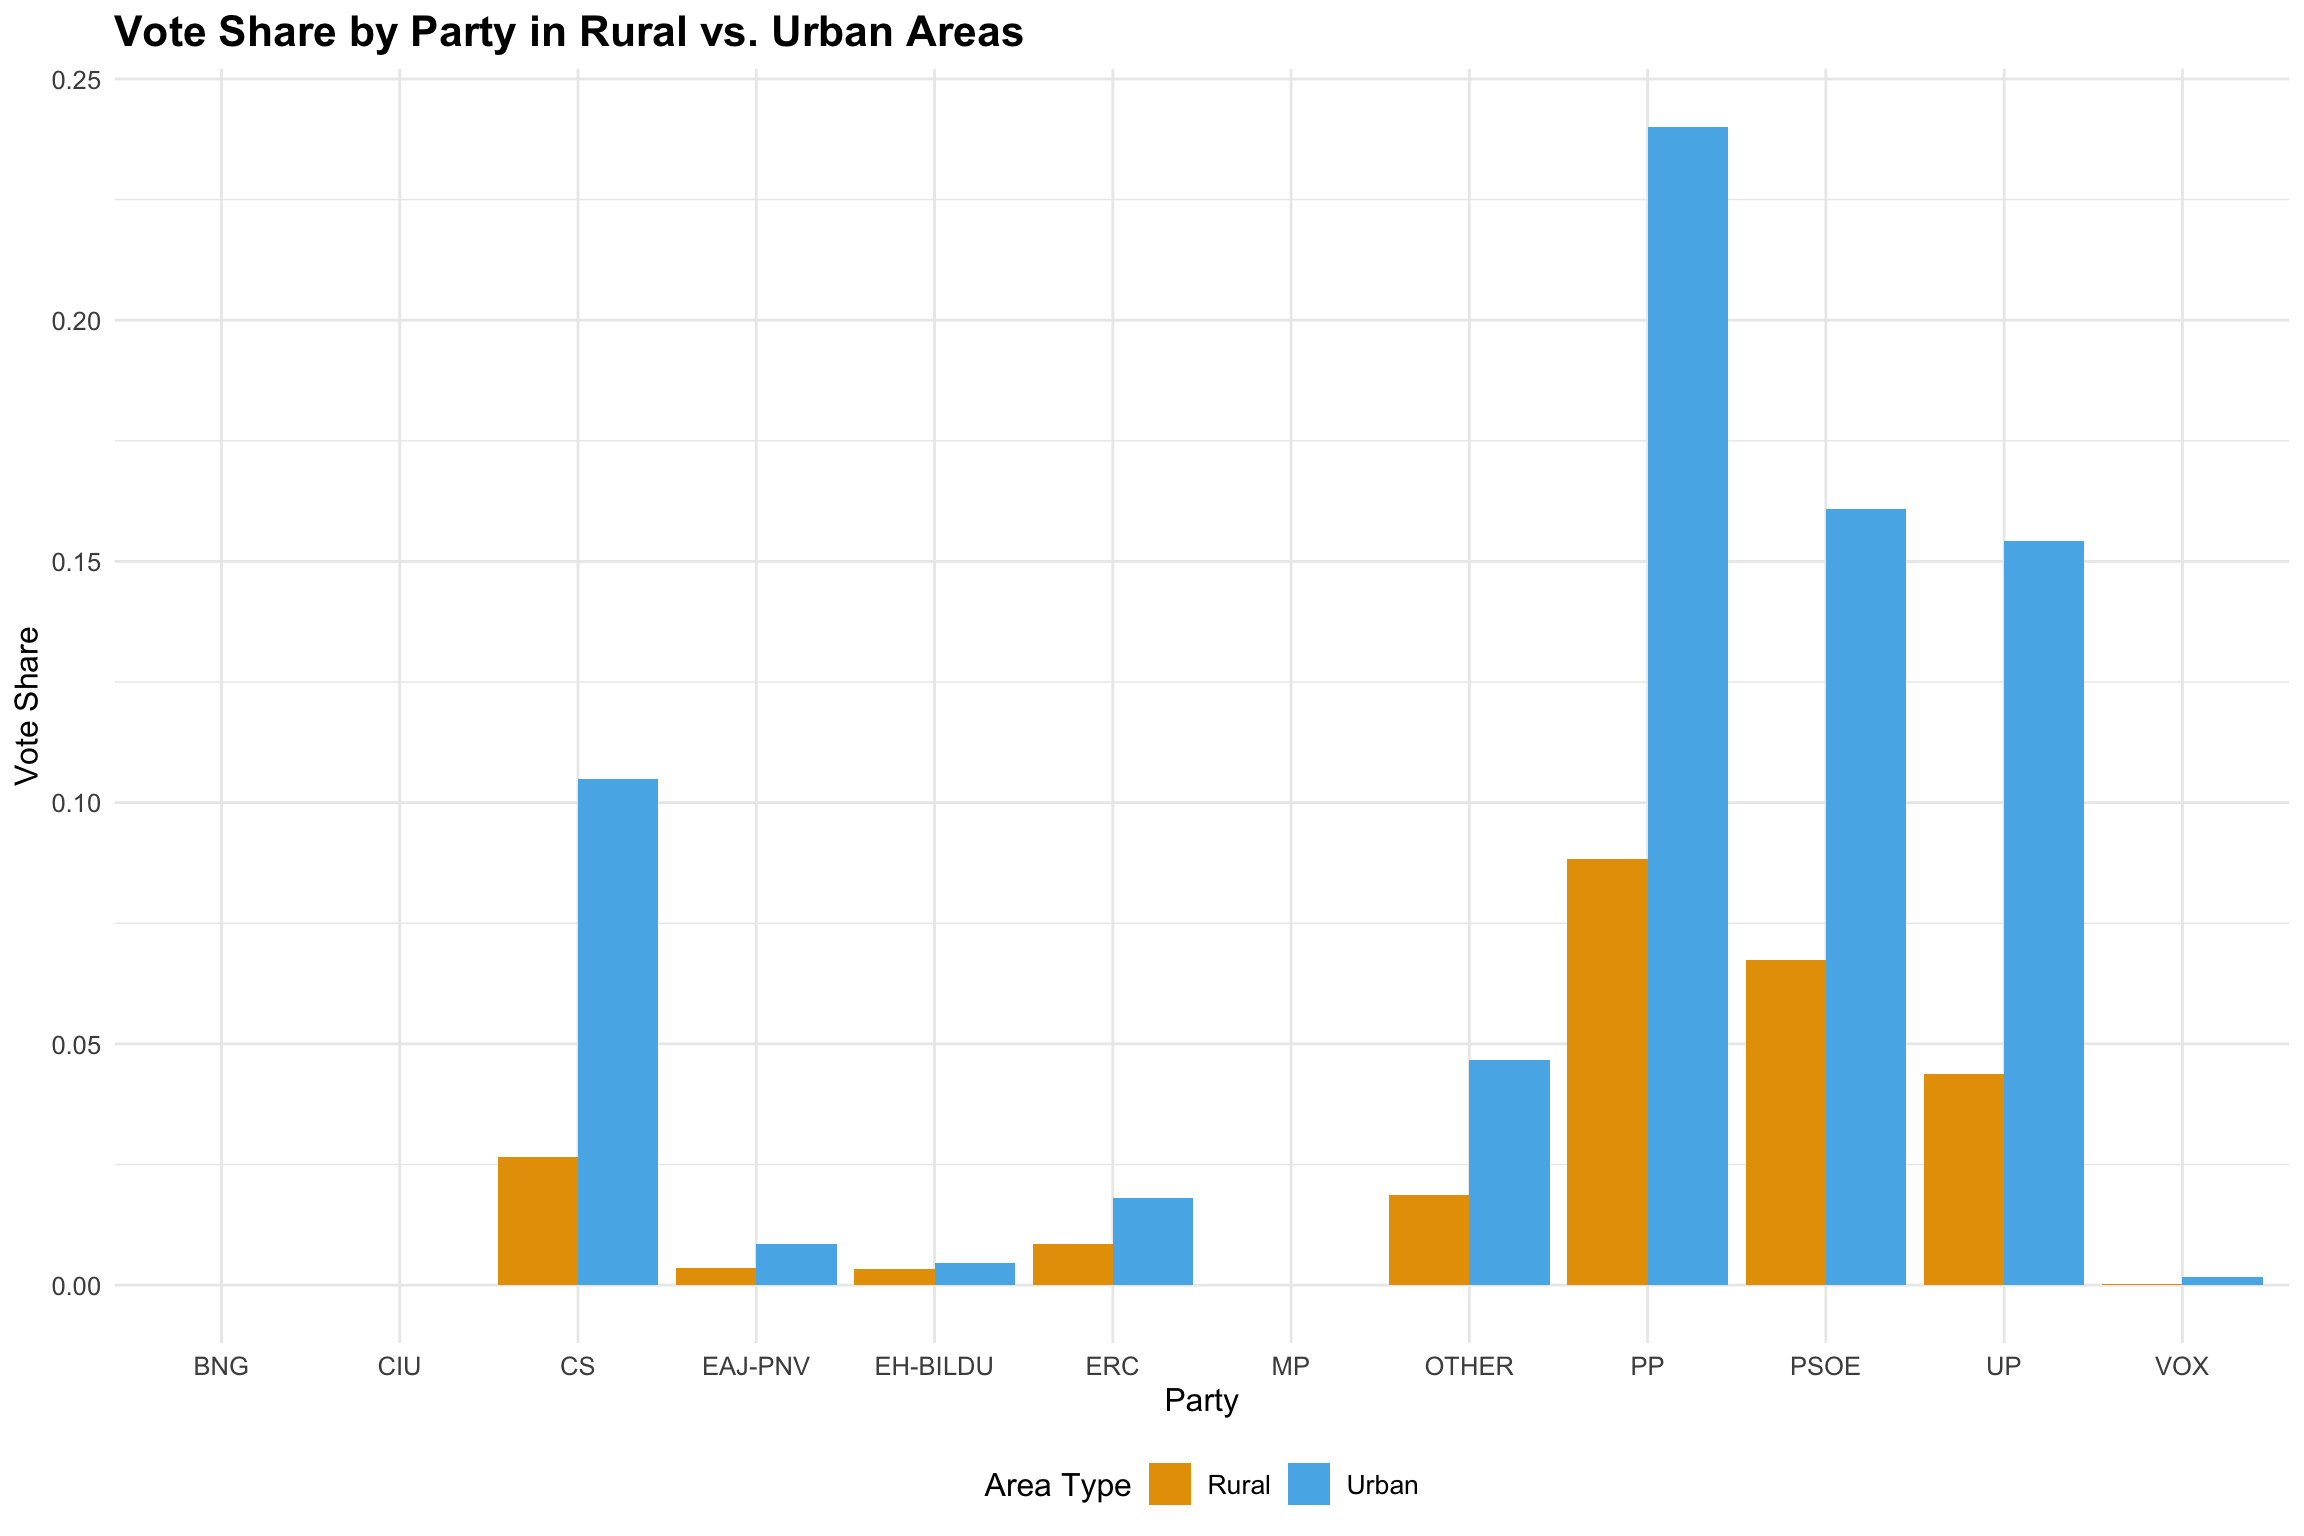 Vote Share by Party in Rural vs. Urban Areas
0.25
0.20
0.15
0.10
0.05
0.00
Vote Share
BNG CIU CS EAJ-PNV EH-BILDU ERC MP OTHER PP PSOE UP VOX
Party
Area Type Rural Urban